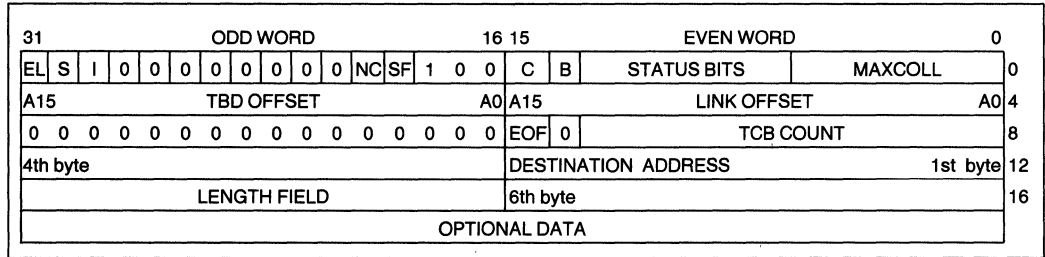 31 ODD WORD 16 15 EVEN WORD 0
EL S I 0 0 0 0 0 0 0 0 NC SF 1 0 0 C B STATUS BITS MAXCOLL 0
A15 TBD OFFSET A0 A15 LINK OFFSET A0 4
0 0 0 0 0 0 0 0 0 0 0 0 0 0 0 0 EOF 0 TCB COUNT 8
4th byte DESTINATION ADDRESS 1st byte 12
LENGTH FIELD 6th byte 16
OPTIONAL DATA